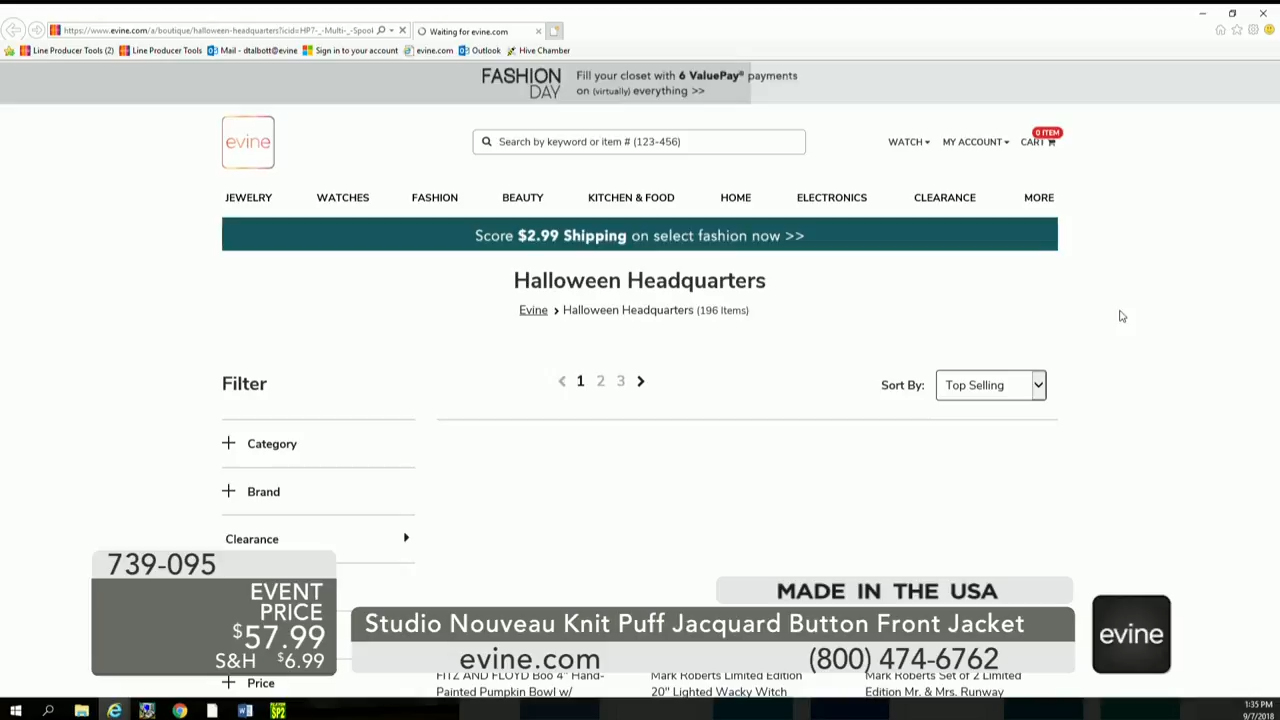 https://www.evine.com/a/boutique/halloween-headquarters?icid=HP7-_-Multi-_-Spool
Waiting for evine.com
Line Producer Tools (2) Line Producer Tools Mail - dtalbott@evine Sign in to your account evine.com Outlook Hive Chamber
FASHION DAY
Fill your closet with 6 ValuePay® payments
on (virtually) everything >>
evine
Search by keyword or item # (123-456)
WATCH MY ACCOUNT CART
0 ITEM
JEWELRY WATCHES FASHION BEAUTY KITCHEN & FOOD HOME ELECTRONICS CLEARANCE MORE
Score $2.99 Shipping on select fashion now >>
Halloween Headquarters
Evine > Halloween Headquarters (196 Items)
Filter
< 1 2 3 >
Sort By: Top Selling
+ Category
+ Brand
Clearance
739-095
EVENT
PRICE
$57.99
S&H $6.99
MADE IN THE USA
Studio Nouveau Knit Puff Jacquard Button Front Jacket
evine.com (800) 474-6762
evine
+ Price
FITZ AND FLOYD Boo 4" Hand-
Painted Pumpkin Bowl w/
Mark Roberts Limited Edition
20" Lighted Wacky Witch
Mark Roberts Set of 2 Limited
Edition Mr. & Mrs. Runway
1:35 PM
9/7/2018